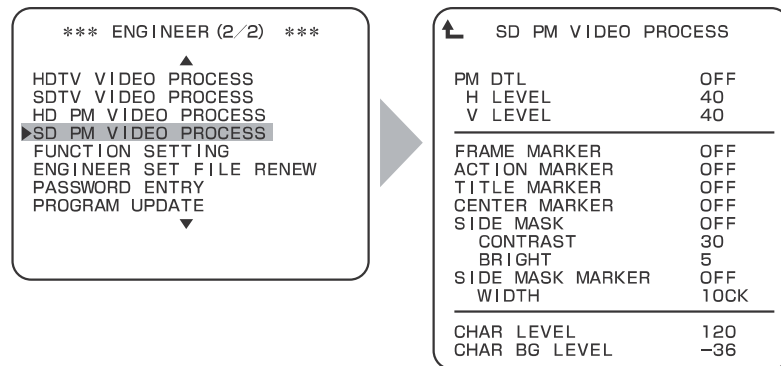 *** ENGINEER (2/2) ***
HDTV VIDEO PROCESS
SDTV VIDEO PROCESS
HD PM VIDEO PROCESS
SD PM VIDEO PROCESS
FUNCTION SETTING
ENGINEER SET FILE RENEW
PASSWORD ENTRY
PROGRAM UPDATE
SD PM VIDEO PROCESS
PM DTL OFF
H LEVEL 40
V LEVEL 40
FRAME MARKER OFF
ACTION MARKER OFF
TITLE MARKER OFF
CENTER MARKER OFF
SIDE MASK OFF
CONTRAST 30
BRIGHT 5
SIDE MASK MARKER OFF
WIDTH 10CK
CHAR LEVEL 120
CHAR BG LEVEL −36